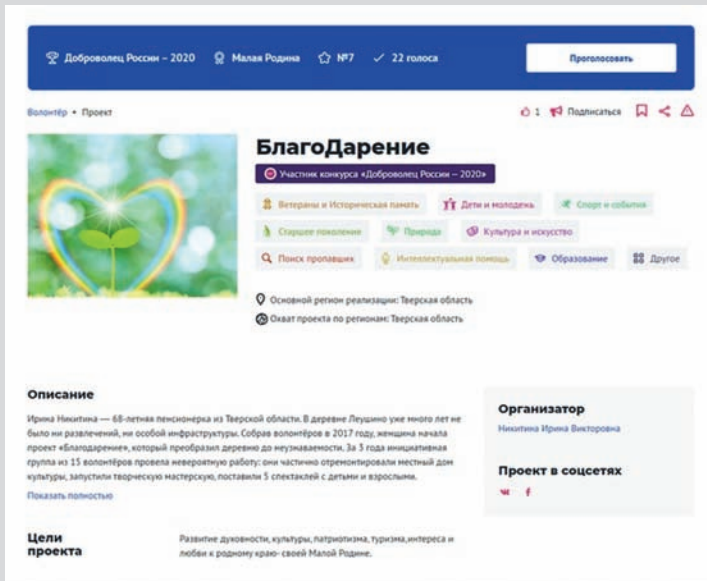 Доброволец России – 2020 Малая Родина №7 22 голоса Проголосовать
Волонтёр • Проект 1 Подписаться
БлагоДарение
Участник конкурса «Доброволец России – 2020»
Ветераны и Историческая память Дети и молодежь Спорт и события
Старшее поколение Природа Культура и искусство
Поиск пропавших Интеллектуальная помощь Образование Другое
Основной регион реализации: Тверская область
Охват проекта по регионам: Тверская область
Описание
Ирина Никитина — 68-летняя пенсионерка из Тверской области. В деревне Леушино уже много лет не
было ни развлечений, ни особой инфраструктуры. Собрав волонтёров в 2017 году, женщина начала
проект «Благодарение», который преобразил деревню до неузнаваемости. За 3 года инициативная
группа из 15 волонтёров провела невероятную работу: они частично отремонтировали местный дом
культуры, запустили творческую мастерскую, поставили 5 спектаклей с детьми и взрослыми.
Показать полностью
Организатор
Никитина Ирина Викторовна
Проект в соцсетях
Цели
проекта
Развитие духовности, культуры, патриотизма, туризма,интереса и
любви к родному краю- своей Малой Родине.